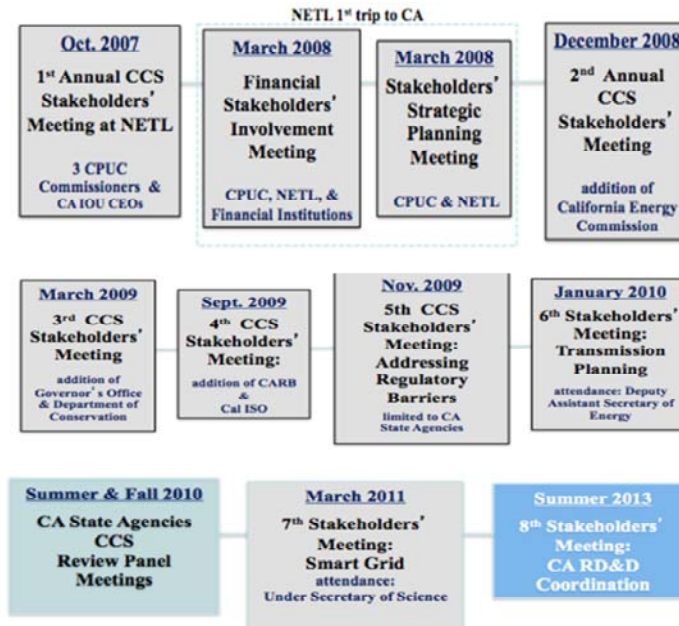 NETL 1st trip to CA
Oct. 2007
1st Annual CCS
Stakeholders'
Meeting at NETL
3 CPUC
Commissioners &
CA IOU CEOs
March 2008
Financial
Stakeholders'
Involvement
Meeting
CPUC, NETL, &
Financial Institutions
March 2008
Stakeholders'
Strategic
Planning
Meeting
CPUC & NETL
December 2008
2nd Annual
CCS
Stakeholders'
Meeting
addition of
California Energy
Commission
March 2009
3rd CCS
Stakeholders'
Meeting
addition of
Governor's Office
& Department of
Conservation
Sept. 2009
4th CCS
Stakeholders'
Meeting:
addition of CARB
&
Cal ISO
Nov. 2009
5th CCS
Stakeholders'
Meeting:
Addressing
Regulatory
Barriers
limited to CA
State Agencies
January 2010
6th Stakeholders'
Meeting:
Transmission
Planning
attendance: Deputy
Assistant Secretary of
Energy
Summer & Fall 2010
CA State Agencies
CCS
Review Panel
Meetings
March 2011
7th Stakeholders'
Meeting:
Smart Grid
attendance:
Under Secretary of Science
Summer 2013
8th Stakeholders'
Meeting:
CA RD&D
Coordination